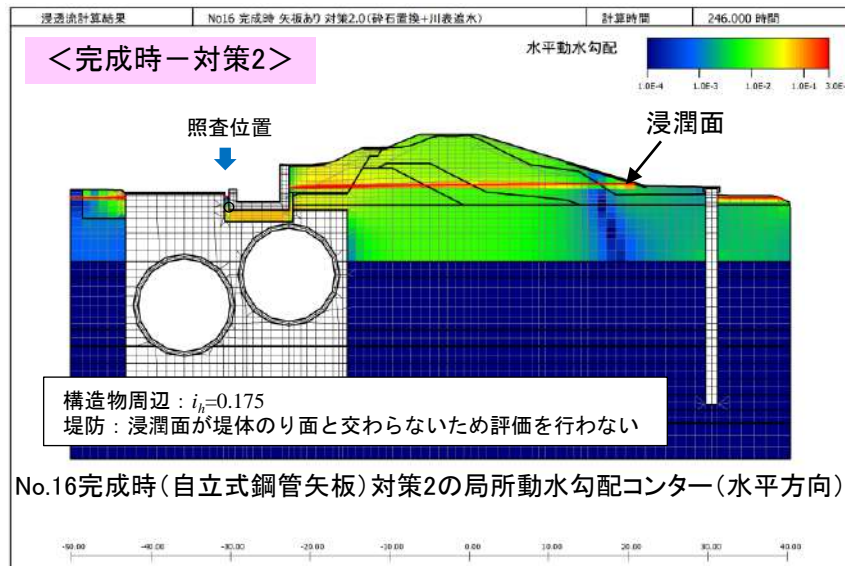 浸透流計算結果 No16 完成時 矢板あり 対策2.0(砕石置換+川表遮水) 計算時間 246.000 時間
＜完成時－対策2＞
水平動水勾配
1.0E-4 1.0E-3 1.0E-2 1.0E-1 3.0E-
照査位置
浸潤面
構造物周辺：ih=0.175
堤防：浸潤面が堤体のり面と交わらないため評価を行わない
No.16完成時(自立式鋼管矢板)対策2の局所動水勾配コンター(水平方向)
-50.00 -40.00 -30.00 -20.00 -10.00 0.00 10.00 20.00 30.00 40.00